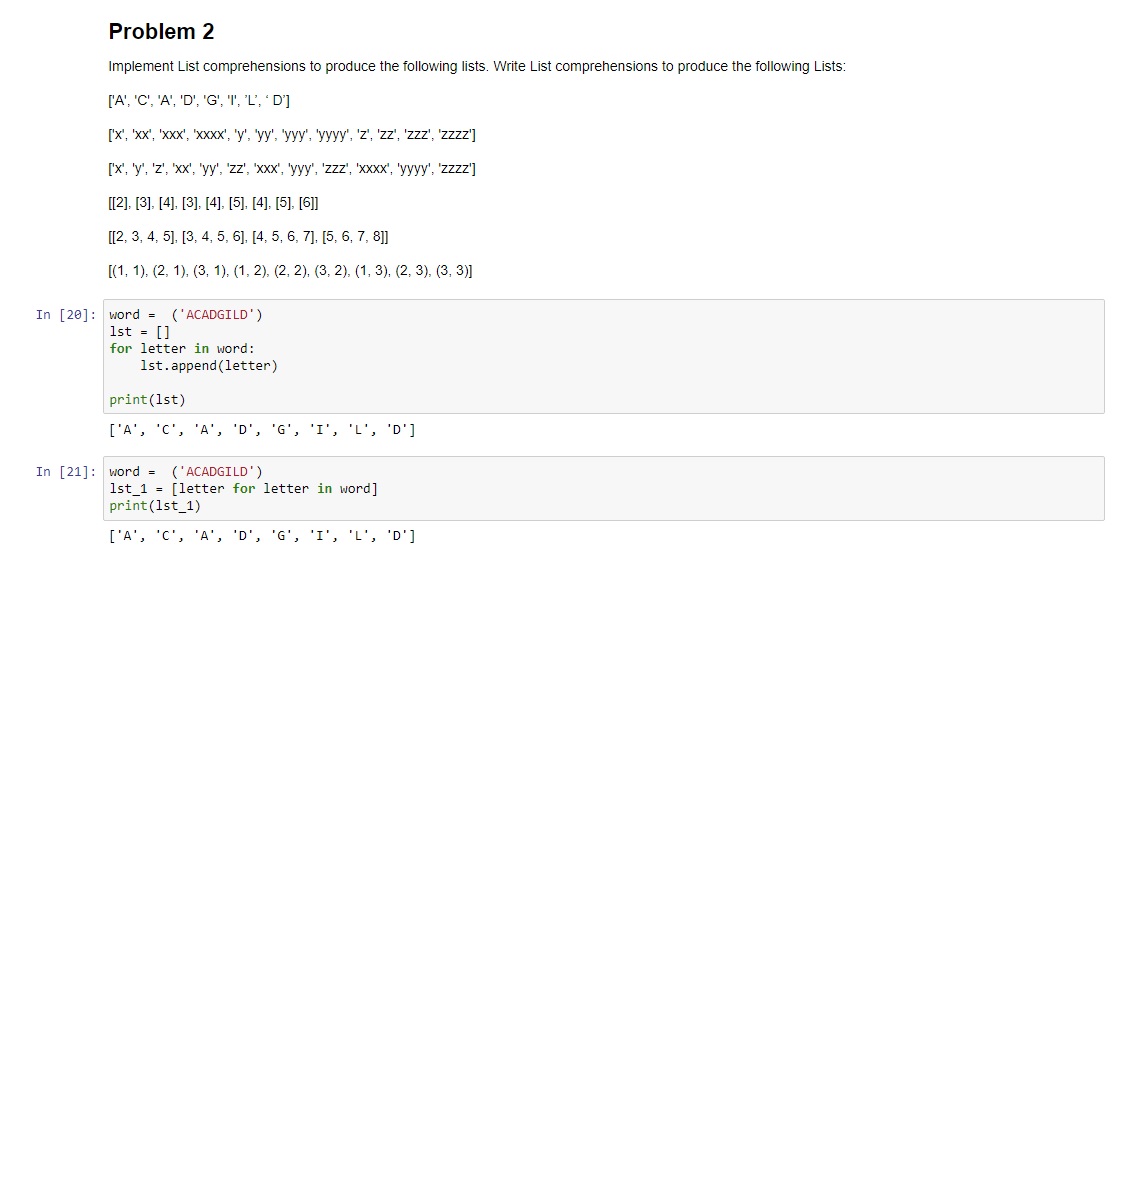 Problem 2
Implement List comprehensions to produce the following lists. Write List comprehensions to produce the following Lists:
['A', 'C', 'A', 'D', 'G', 'I', ’L’, ‘ D’]
['x', 'xx', 'xxx', 'xxxx', 'y', 'yy', 'yyy', 'yyyy', 'z', 'zz', 'zzz', 'zzzz']
['x', 'y', 'z', 'xx', 'yy', 'zz', 'xxx', 'yyy', 'zzz', 'xxxx', 'yyyy', 'zzzz']
[[2], [3], [4], [3], [4], [5], [4], [5], [6]]
[[2, 3, 4, 5], [3, 4, 5, 6], [4, 5, 6, 7], [5, 6, 7, 8]]
[(1, 1), (2, 1), (3, 1), (1, 2), (2, 2), (3, 2), (1, 3), (2, 3), (3, 3)]
In [20]: word =  ('ACADGILD')
lst = []
for letter in word:
    lst.append(letter)
print(lst)
['A', 'C', 'A', 'D', 'G', 'I', 'L', 'D']
In [21]: word =  ('ACADGILD')
lst_1 = [letter for letter in word]
print(lst_1)
['A', 'C', 'A', 'D', 'G', 'I', 'L', 'D']